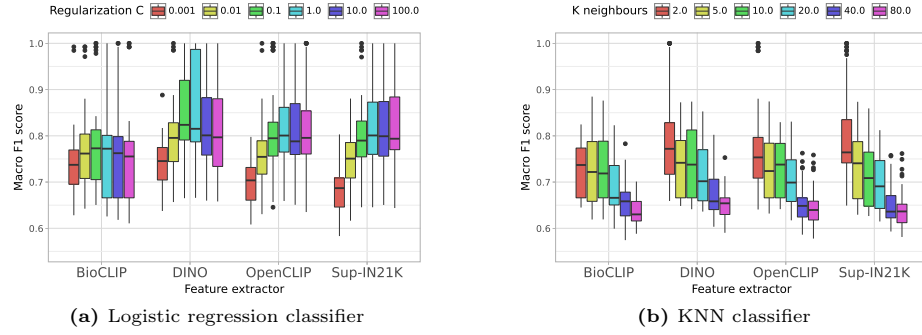 Regularization C 0.001 0.01 0.1 1.0 10.0 100.0
Macro F1 score
1.0
0.9
0.8
0.7
0.6
BioCLIP DINO OpenCLIP Sup-IN21K
Feature extractor
(a) Logistic regression classifier
K neighbours 2.0 5.0 10.0 20.0 40.0 80.0
Macro F1 score
1.0
0.9
0.8
0.7
0.6
BioCLIP DINO OpenCLIP Sup-IN21K
Feature extractor
(b) KNN classifier